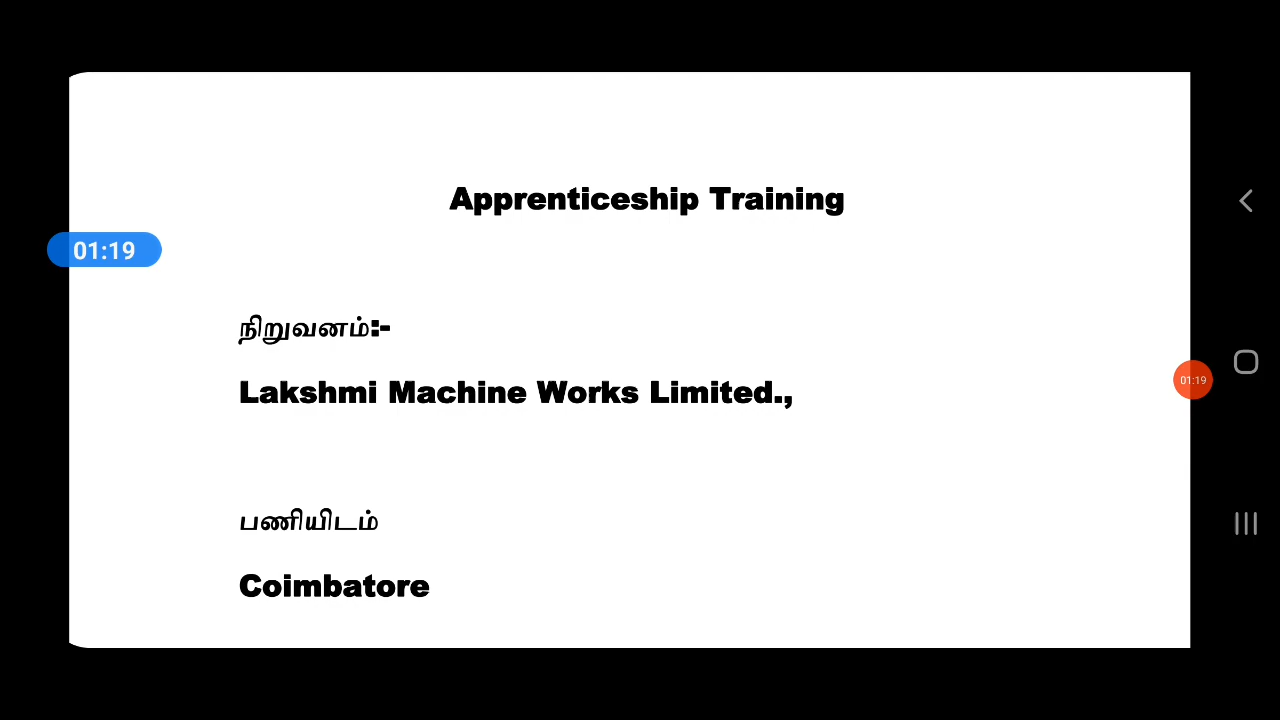 Apprenticeship Training
01:19
நிறுவனம்:-
Lakshmi Machine Works Limited.,
01:19
பணியிடம்
Coimbatore